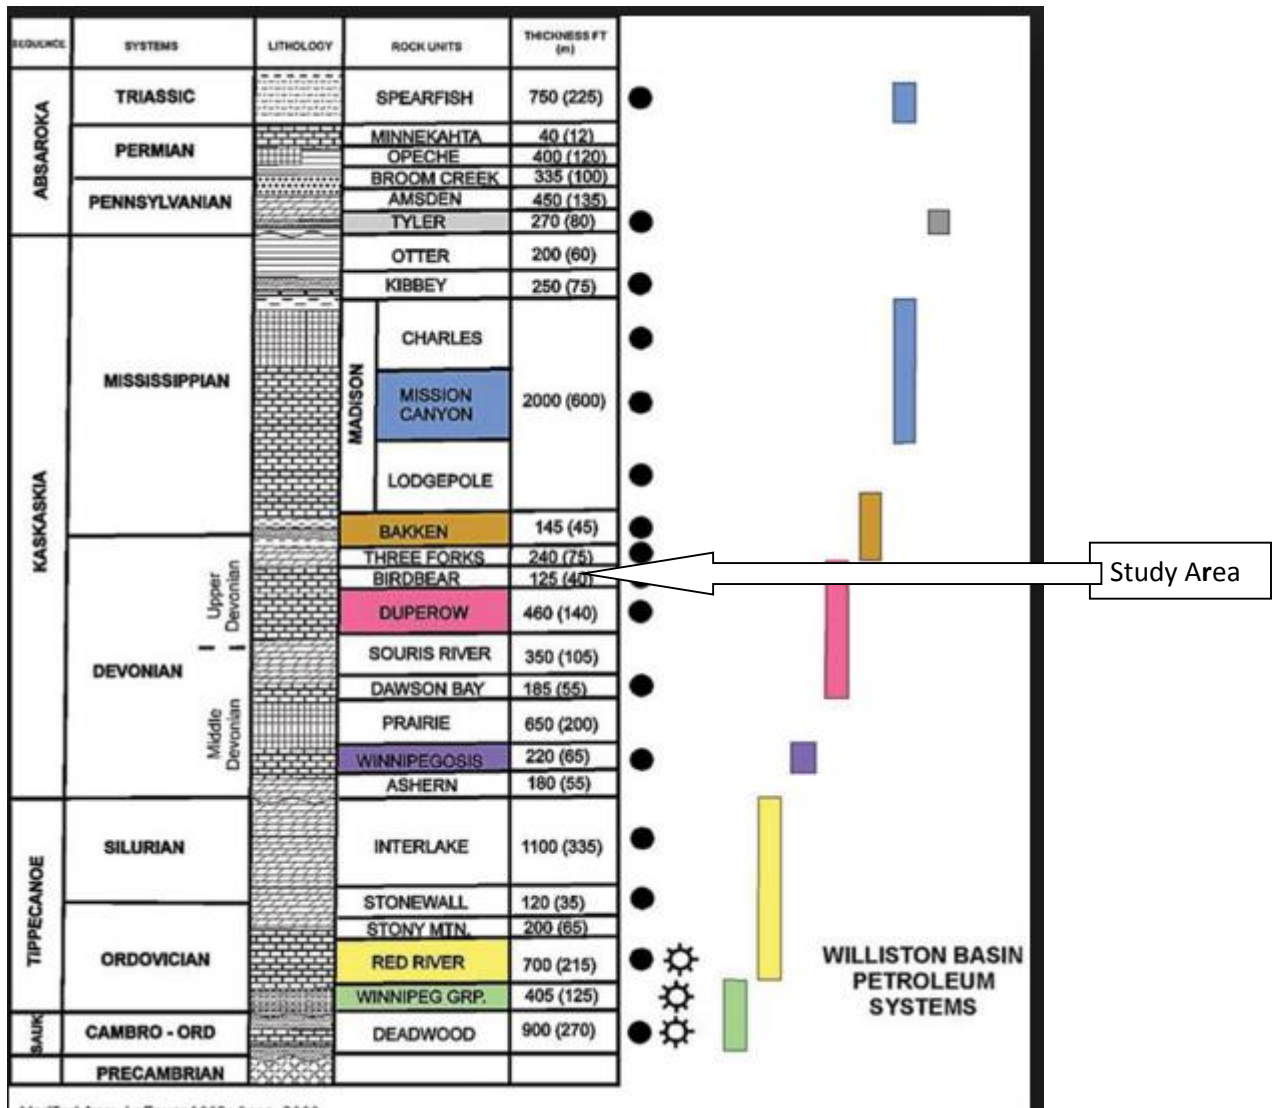 SEQUENCE SYSTEMS LITHOLOGY ROCK UNITS THICKNESS FT
(m)
ABSAROKA
TRIASSIC SPEARFISH 750 (225)
PERMIAN
MINNEKAHTA 40 (12)
OPECHE 400 (120)
BROOM CREEK 335 (100)
PENNSYLVANIAN
AMSDEN 450 (135)
TYLER 270 (80)
KASKASKIA
MISSISSIPPIAN
OTTER 200 (60)
KIBBEY 250 (75)
MADISON
CHARLES
MISSION
CANYON
2000 (600)
LODGEPOLE
BAKKEN 145 (45)
DEVONIAN
Upper
Devonian
THREE FORKS 240 (75)
BIRDBEAR 125 (40)
Study Area
DUPEROW 460 (140)
SOURIS RIVER 350 (105)
Middle
Devonian
DAWSON BAY 185 (55)
PRAIRIE 650 (200)
WINNIPEGOSIS 220 (65)
ASHERN 180 (55)
TIPPECANOE
SILURIAN
INTERLAKE 1100 (335)
ORDOVICIAN
STONEWALL 120 (35)
STONY MTN. 200 (65)
RED RIVER 700 (215)
WINNIPEG GRP. 405 (125)
SAUK
CAMBRO - ORD DEADWOOD 900 (270)
PRECAMBRIAN
WILLISTON BASIN
PETROLEUM
SYSTEMS